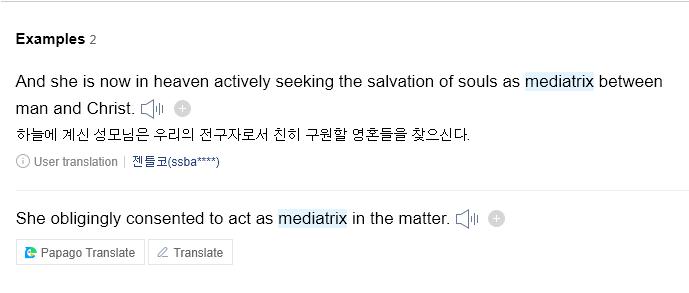 Examples 2
And she is now in heaven actively seeking the salvation of souls as mediatrix between
man and Christ.
하늘에 계신 성모님은 우리의 전구자로서 친히 구원할 영혼들을 찾으신다.
User translation | 젠틀코(ssba****)
She obligingly consented to act as mediatrix in the matter.
Papago Translate Translate